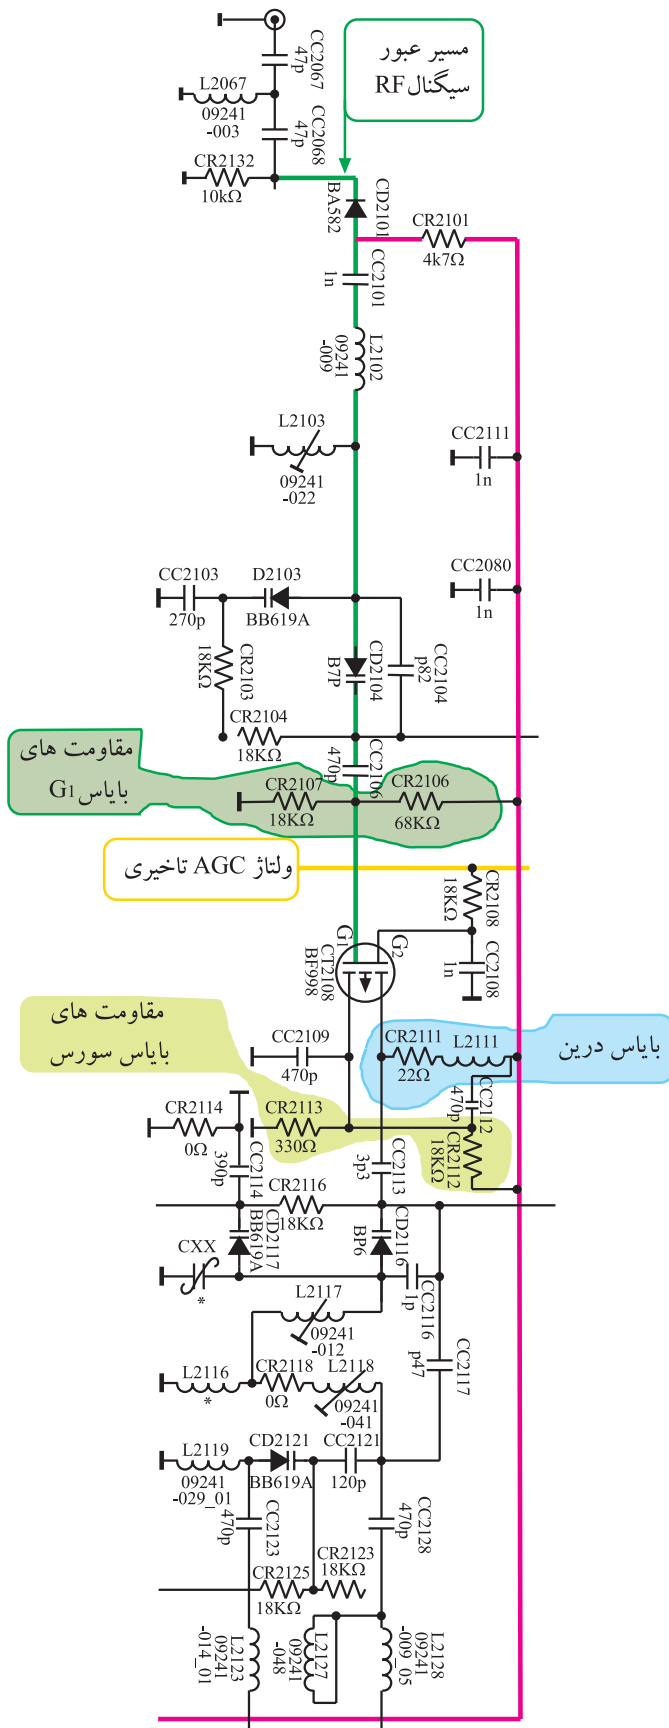 CC2067
47p
L2067
09241
-003
CC2068
47p
مسیر عبور
سیگنال RF
CR2132
10kΩ
CD2101
BA582
CR2101
4k7Ω
CC2101
1n
L2102
09241
-009
L2103
09241
-022
CC2111
1n
CC2080
1n
CC2103
270p
D2103
BB619A
CR2103
18KΩ
CD2104
B7P
CC2104
p82
CR2104
18KΩ
CC2106
470p
مقاومت های
بایاس G1
CR2107
18KΩ
CR2106
68KΩ
ولتاژ AGC تاخیری
CR2108
18KΩ
G1
G2
CT2108
BF998
CC2108
1n
مقاومت های
بایاس سورس
CC2109
470p
CR2111
22Ω
L2111
بایاس درین
CC2112
470p
CR2114
0Ω
CR2113
330Ω
CR2112
18KΩ
CC2114
390p
CC2113
3p3
CR2116
18KΩ
CD2117
BB619A
CD2116
BP6
CXX
*
CC2116
1p
L2117
09241
-012
CC2117
p47
L2116
*
CR2118
0Ω
L2118
09241
-041
L2119
09241
-029_01
CD2121
BB619A
CC2121
120p
CC2123
470p
CC2128
470p
CR2125
18KΩ
CR2123
18KΩ
L2123
09241
-014_01
L2127
09241
-048
L2128
09241
-009_05